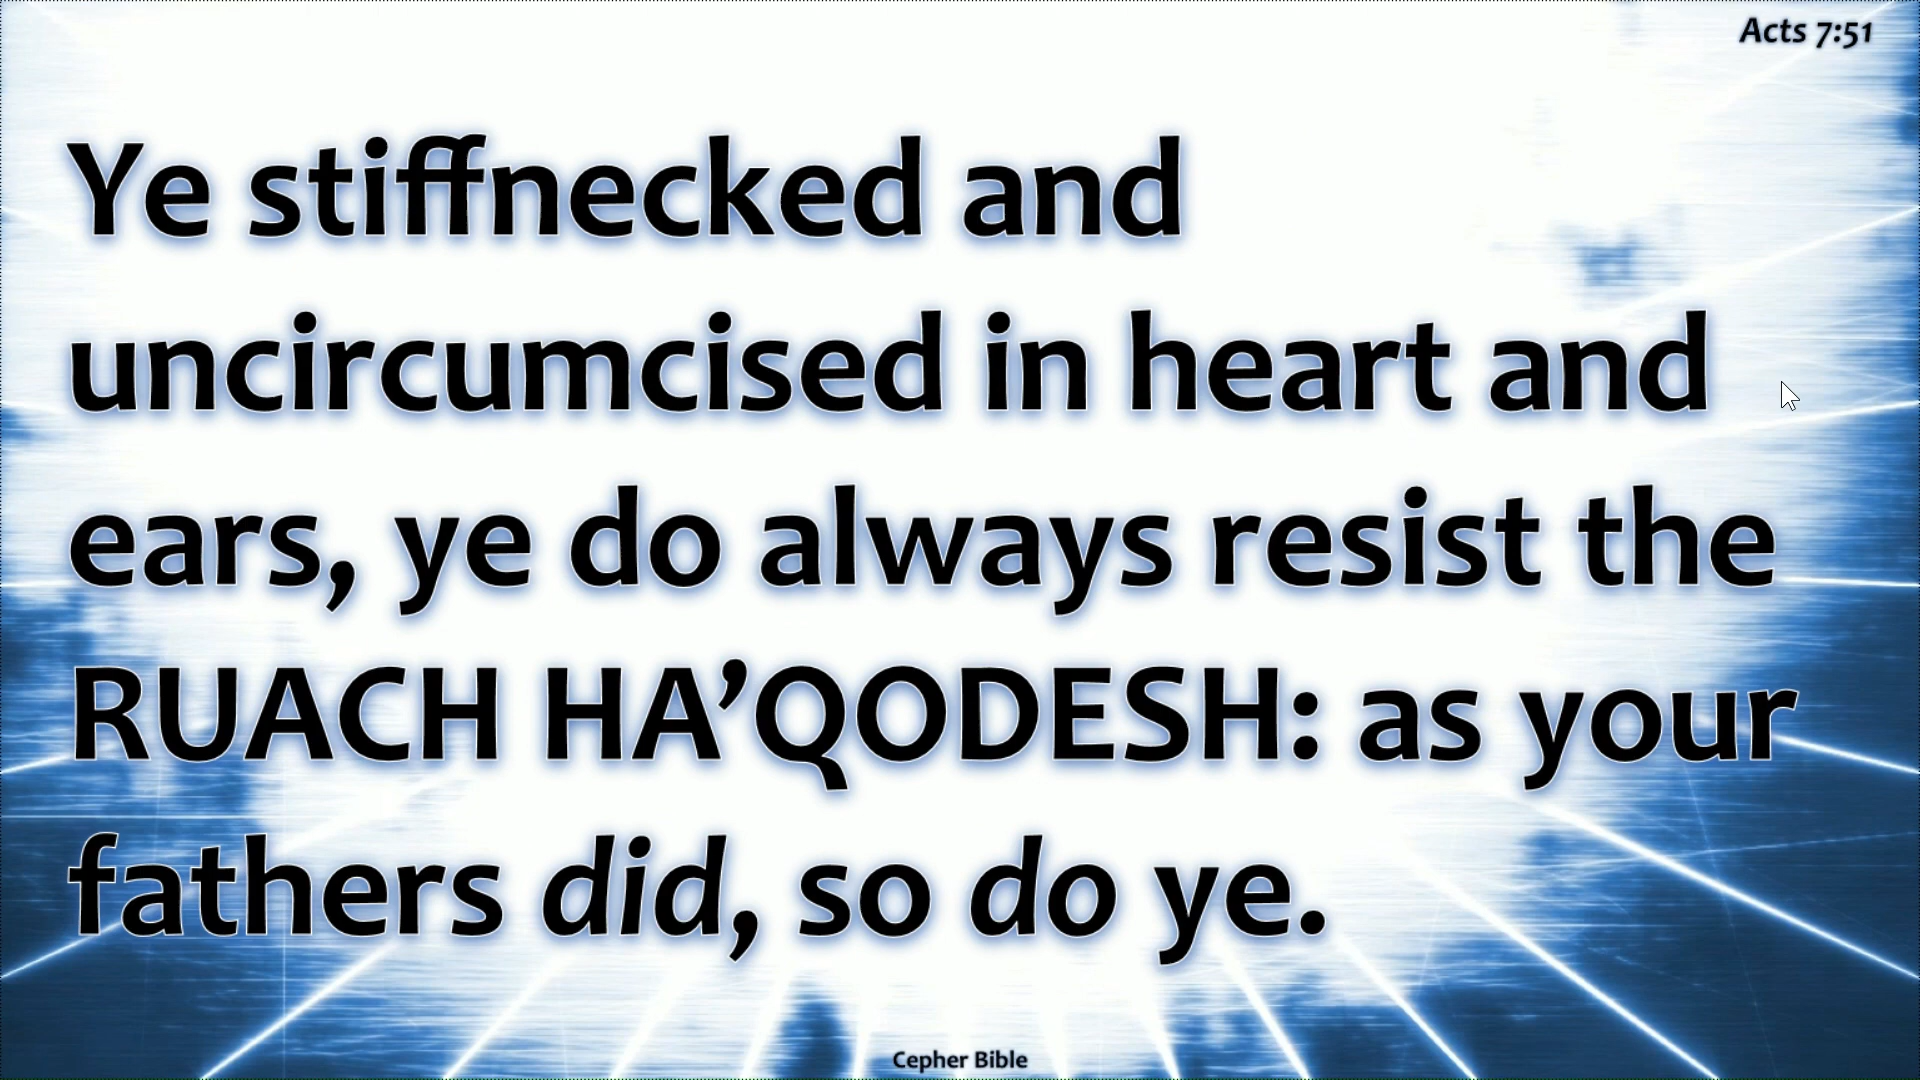 Acts 7:51
Ye stiffnecked and
uncircumcised in heart and
ears, ye do always resist the
RUACH HA’QODESH: as your
fathers did, so do ye.
Cepher Bible